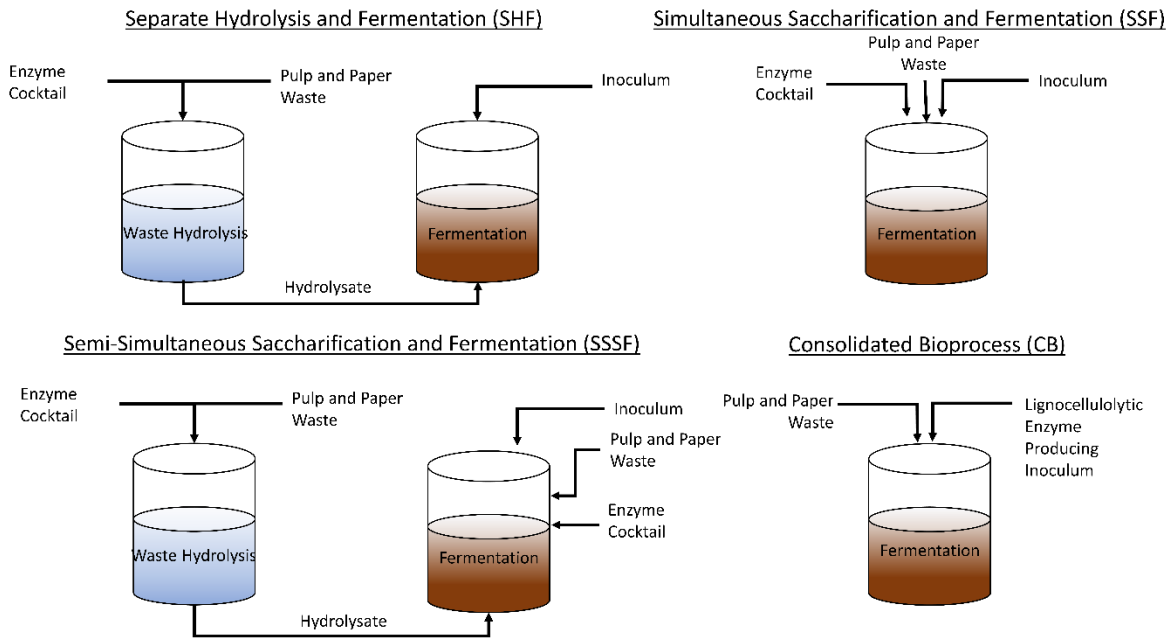 Separate Hydrolysis and Fermentation (SHF)
Enzyme
Cocktail
Pulp and Paper
Waste
Inoculum
Waste Hydrolysis
Fermentation
Hydrolysate
Simultaneous Saccharification and Fermentation (SSF)
Pulp and Paper
Waste
Enzyme
Cocktail
Inoculum
Fermentation
Semi-Simultaneous Saccharification and Fermentation (SSSF)
Enzyme
Cocktail
Pulp and Paper
Waste
Inoculum
Pulp and Paper
Waste
Enzyme
Cocktail
Waste Hydrolysis
Fermentation
Hydrolysate
Consolidated Bioprocess (CB)
Pulp and Paper
Waste
Lignocellulolytic
Enzyme
Producing
Inoculum
Fermentation